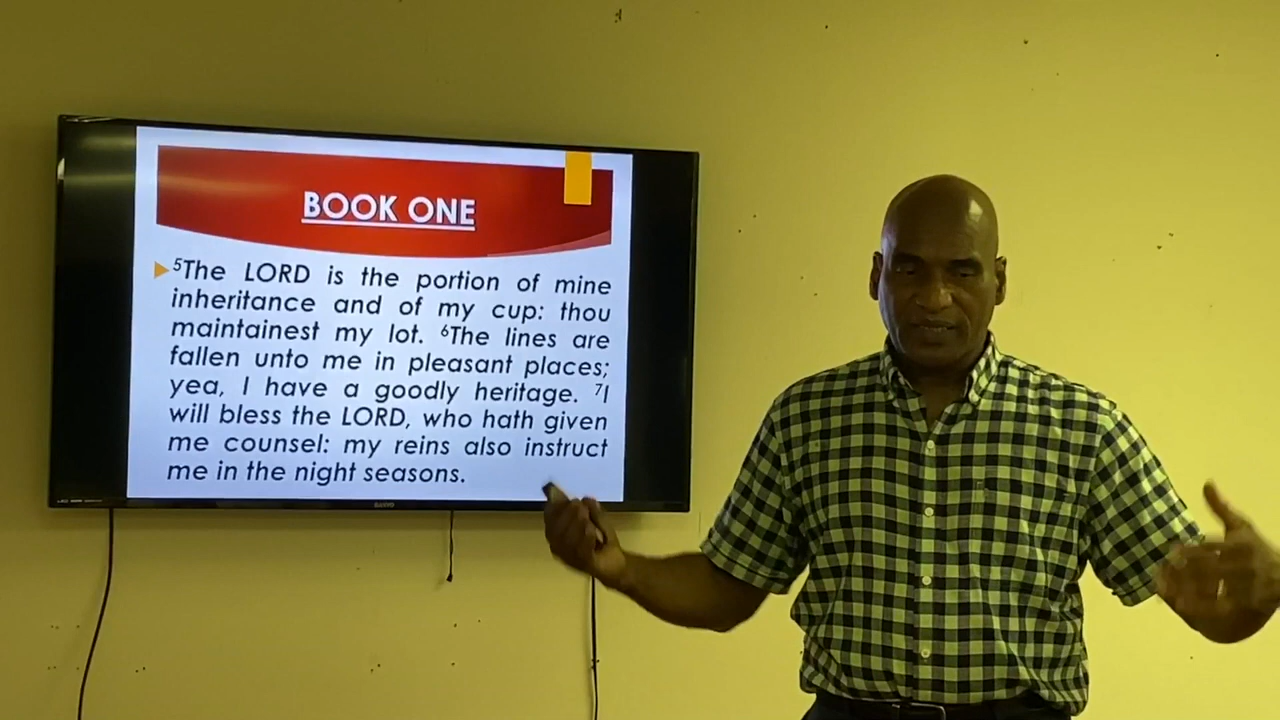 BOOK ONE
⁵The LORD is the portion of mine
inheritance and of my cup: thou
maintainest my lot. ⁶The lines are
fallen unto me in pleasant places;
yea, I have a goodly heritage. ⁷I
will bless the LORD, who hath given
me counsel: my reins also instruct
me in the night seasons.
SANYO